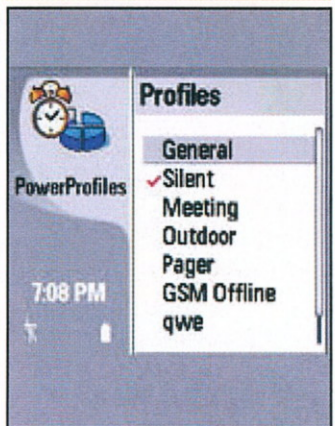 Profiles
General
Silent
Meeting
Outdoor
Pager
GSM Offline
qwe
PowerProfiles
7:08 PM